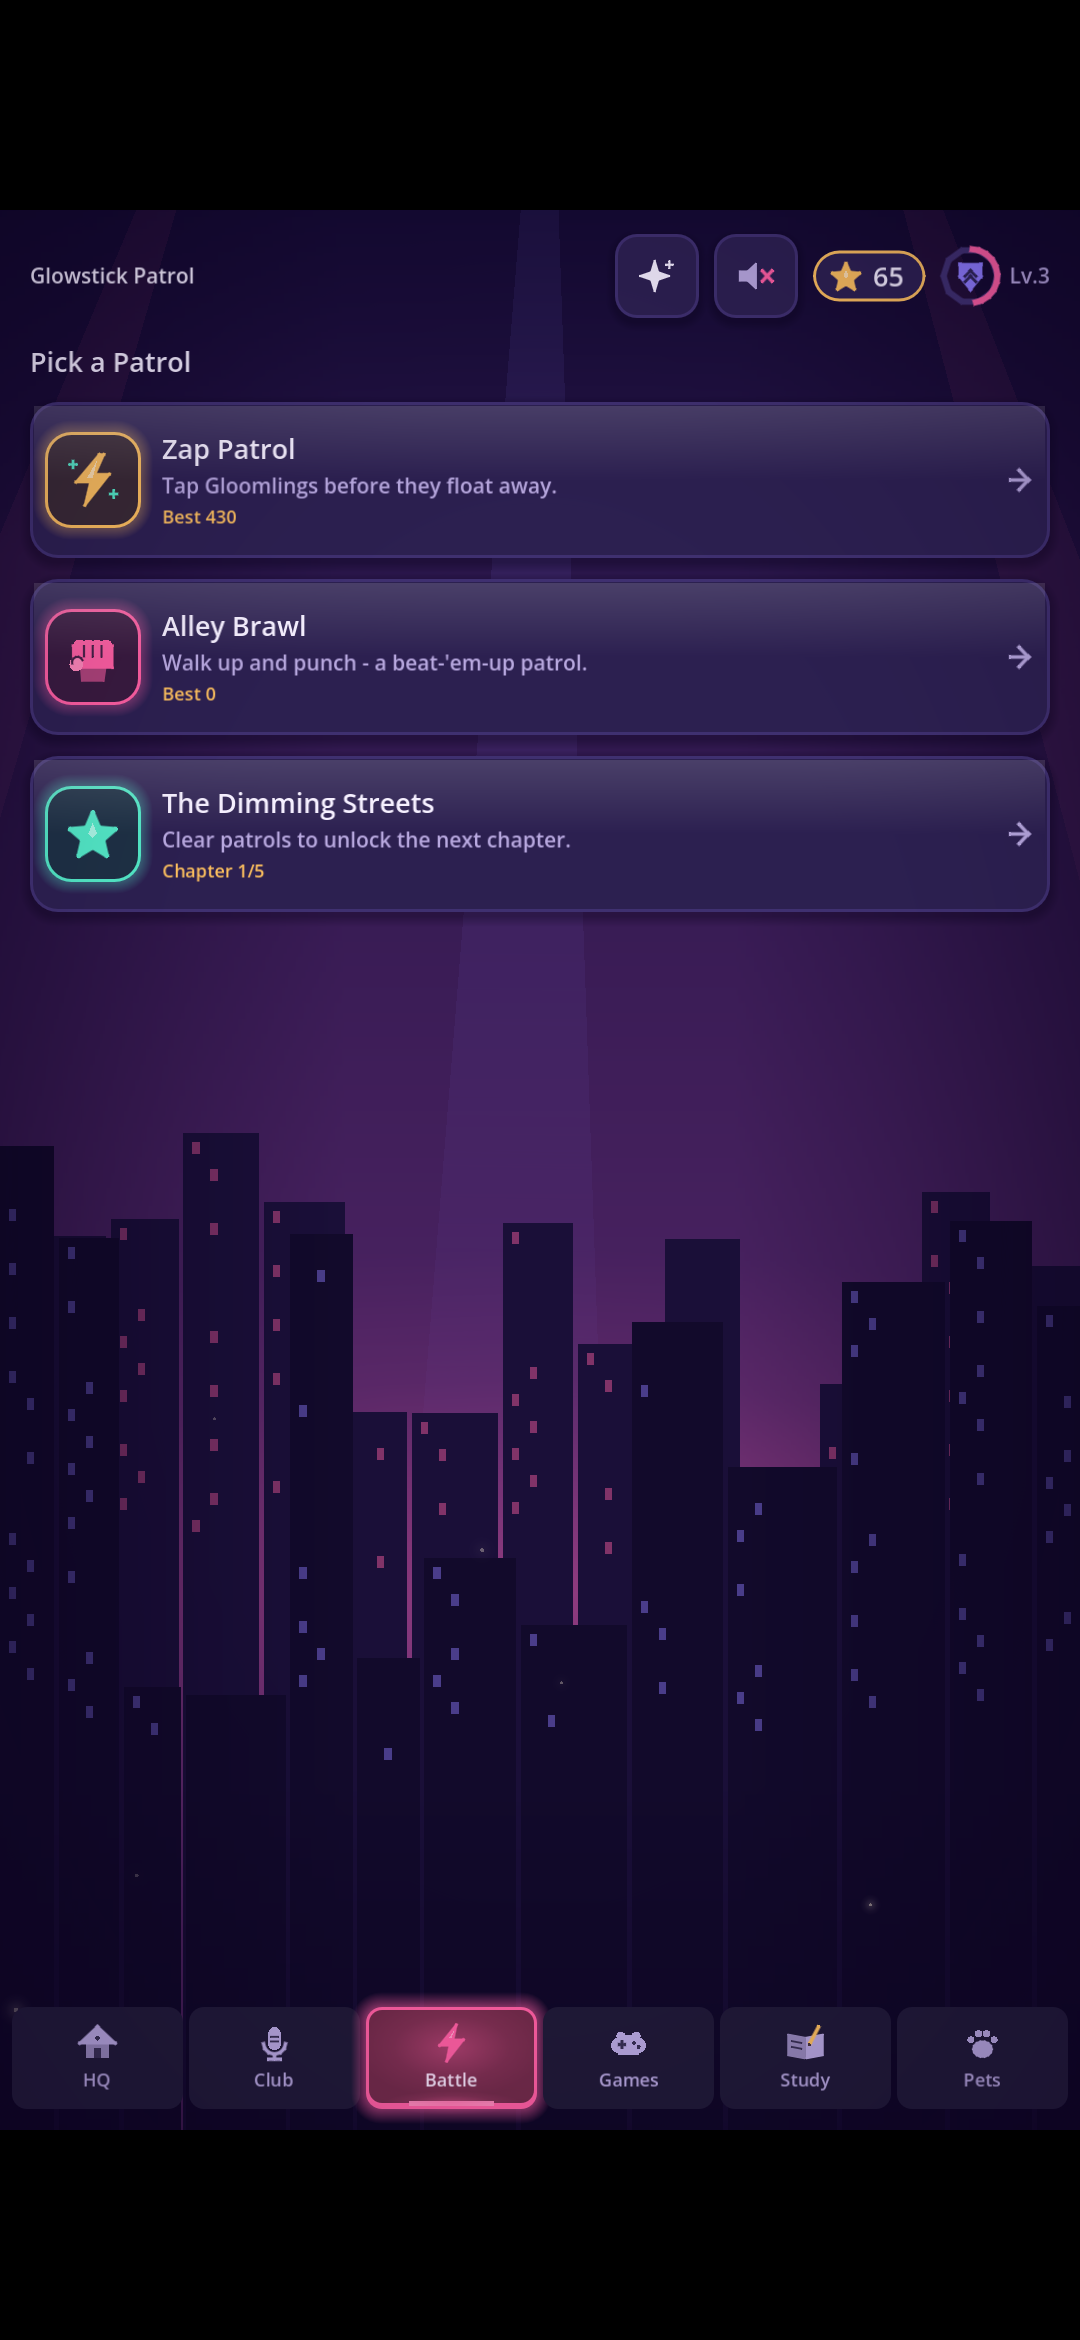 Glowstick Patrol
65
Lv.3
Pick a Patrol
Zap Patrol
Tap Gloomlings before they float away.
Best 430
Alley Brawl
Walk up and punch - a beat-'em-up patrol.
Best 0
The Dimming Streets
Clear patrols to unlock the next chapter.
Chapter 1/5
HQ
Club
Battle
Games
Study
Pets